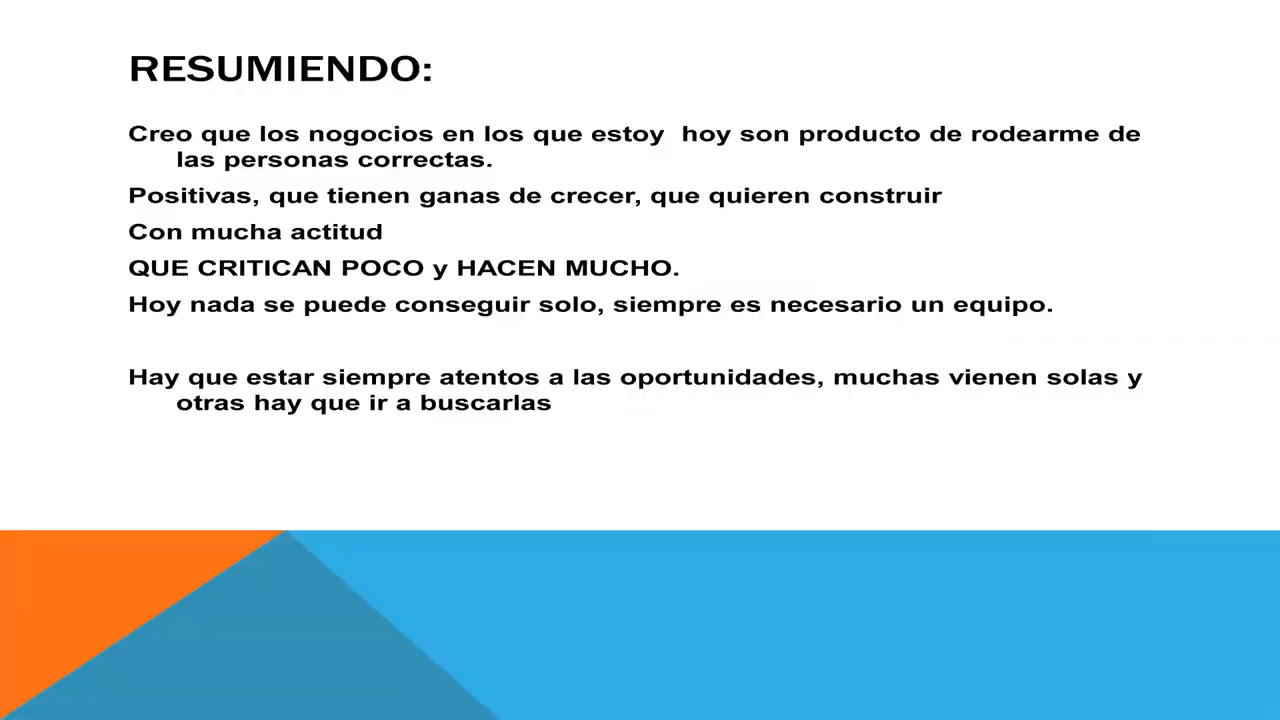 RESUMIENDO:
Creo que los nogocios en los que estoy  hoy son producto de rodearme de
las personas correctas.
Positivas, que tienen ganas de crecer, que quieren construir
Con mucha actitud
QUE CRITICAN POCO y HACEN MUCHO.
Hoy nada se puede conseguir solo, siempre es necesario un equipo.
Hay que estar siempre atentos a las oportunidades, muchas vienen solas y
otras hay que ir a buscarlas